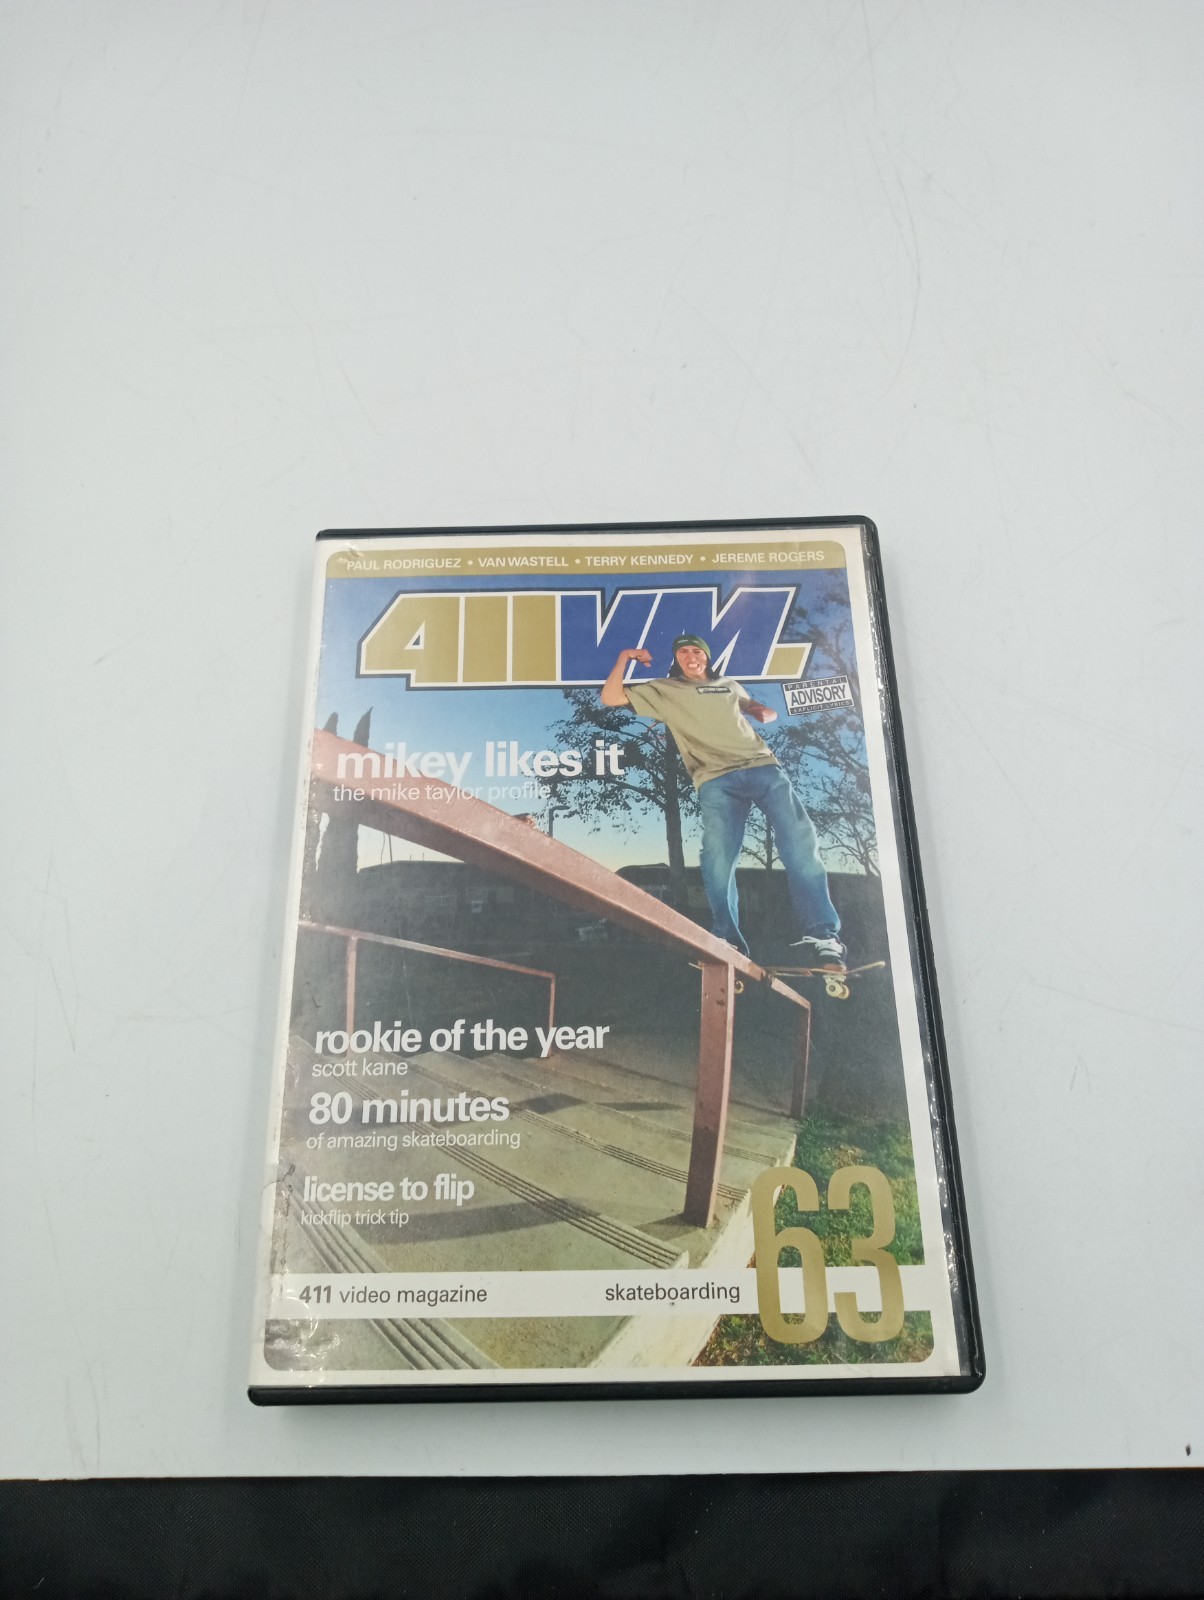 PAUL RODRIGUEZ • VAN WASTELL • TERRY KENNEDY • JEREME ROGERS
411VM.
PARENTAL
ADVISORY
EXPLICIT LYRICS
mikey likes it
the mike taylor profile
rookie of the year
scott kane
80 minutes
of amazing skateboarding
license to flip
kickflip trick tip
411 video magazine
skateboarding
63